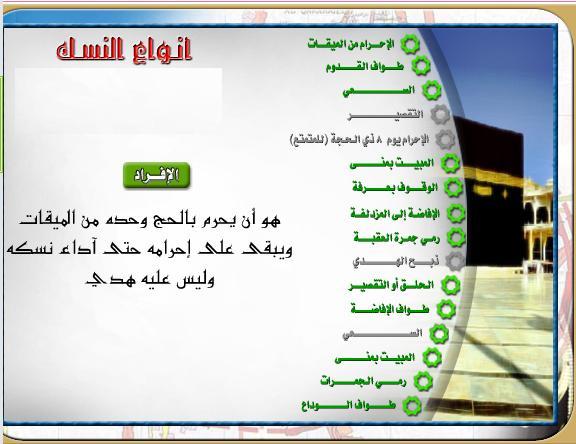 انواع النسك
الإحرام من الميقات
طواف القدوم
السعي
التقصير
الإحرام يوم ٨ ذي الحجة (للمتمتع)
المبيت بمنى
الوقوف بعرفة
الإفاضة إلى المزدلفة
رمي جمرة العقبة
ذبح الهدي
الحلق أو التقصير
طواف الإفاضة
السعي
المبيت بمنى
رمي الجمرات
طواف الوداع
الإفراد
هو أن يحرم بالحج وحده من الميقات
ويبقى على إحرامه حتى آداء نسكه
وليس عليه هدي